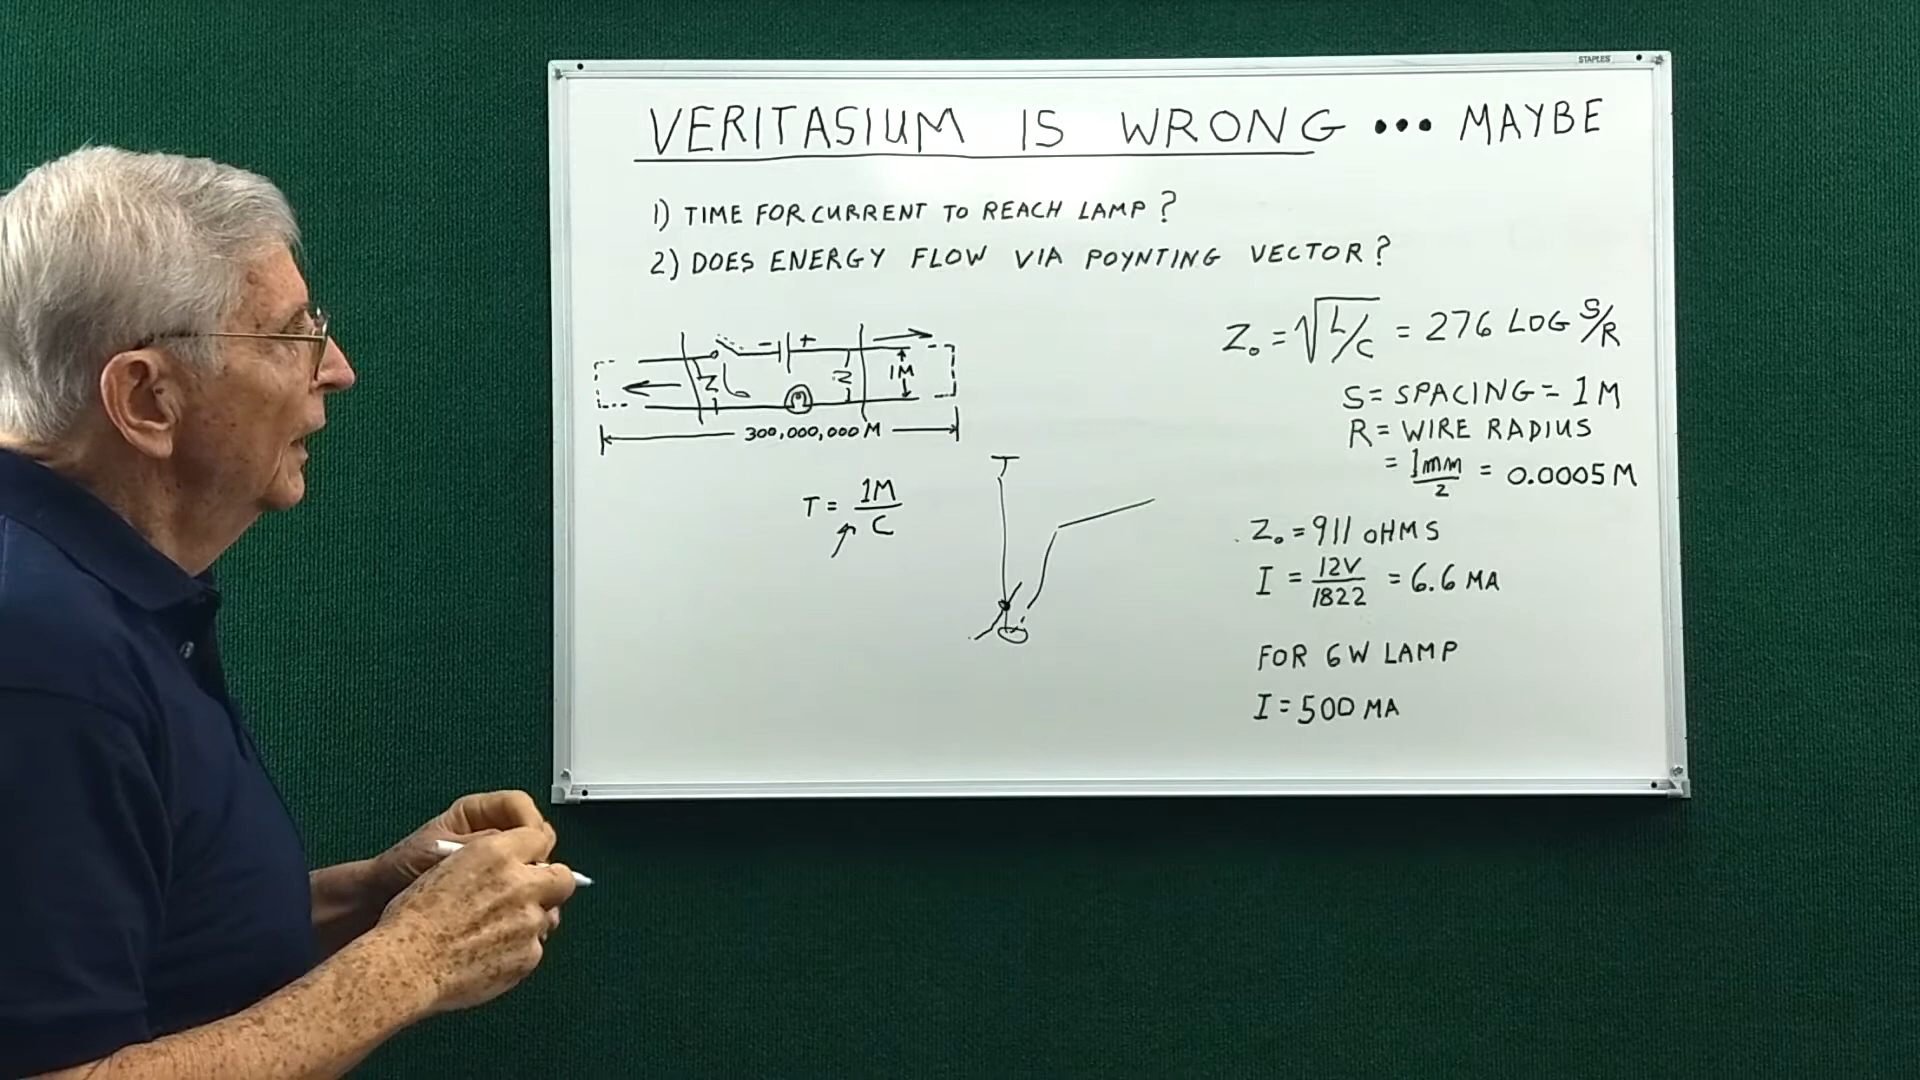 STAPLES
VERITASIUM IS WRONG ••• MAYBE
1) TIME FOR CURRENT TO REACH LAMP?
2) DOES ENERGY FLOW VIA POYNTING VECTOR?
Z₀ = √L/C = 276 LOG S/R
S = SPACING = 1M
R = WIRE RADIUS
= 1mm/2 = 0.0005M
Z₀ = 911 OHMS
I = 12V/1822 = 6.6 MA
FOR 6W LAMP
I = 500 MA
- +
Z
Z
1M
300,000,000 M
T = 1M/C